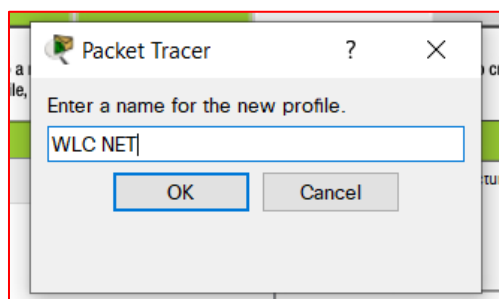 Packet Tracer ? ×
Enter a name for the new profile.
WLC NET
OK Cancel